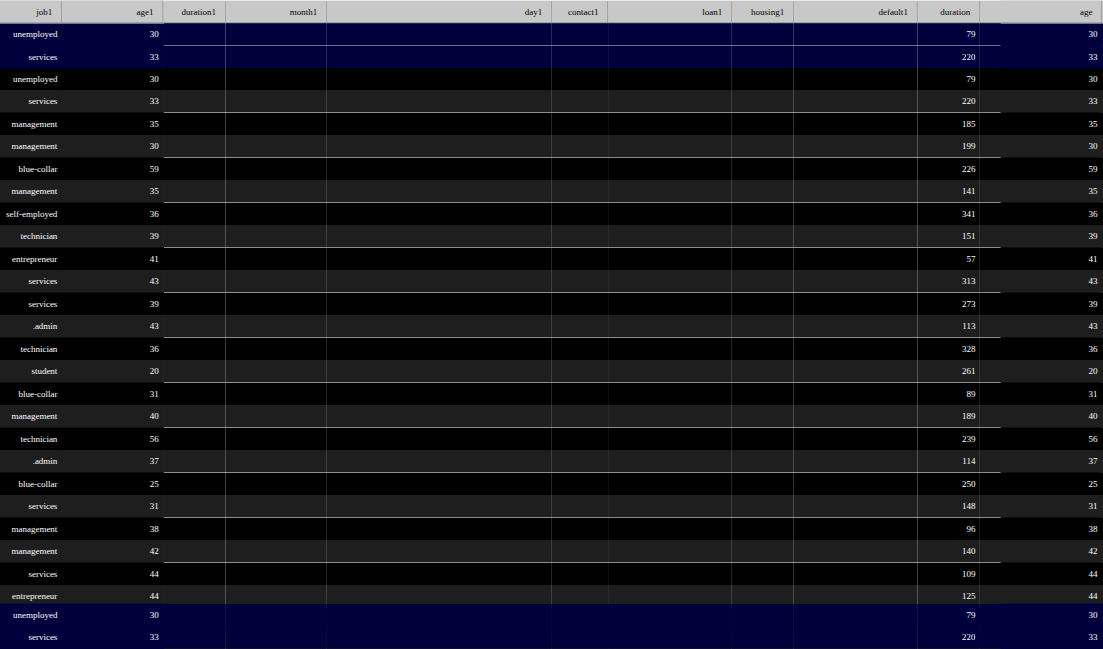 job1 age1 duration1 month1 day1 contact1 loan1 housing1 default1 duration age
unemployed 30 79 30
services 33 220 33
unemployed 30 79 30
services 33 220 33
management 35 185 35
management 30 199 30
blue-collar 59 226 59
management 35 141 35
self-employed 36 341 36
technician 39 151 39
entrepreneur 41 57 41
services 43 313 43
services 39 273 39
.admin 43 113 43
technician 36 328 36
student 20 261 20
blue-collar 31 89 31
management 40 189 40
technician 56 239 56
.admin 37 114 37
blue-collar 25 250 25
services 31 148 31
management 38 96 38
management 42 140 42
services 44 109 44
entrepreneur 44 125 44
unemployed 30 79 30
services 33 220 33